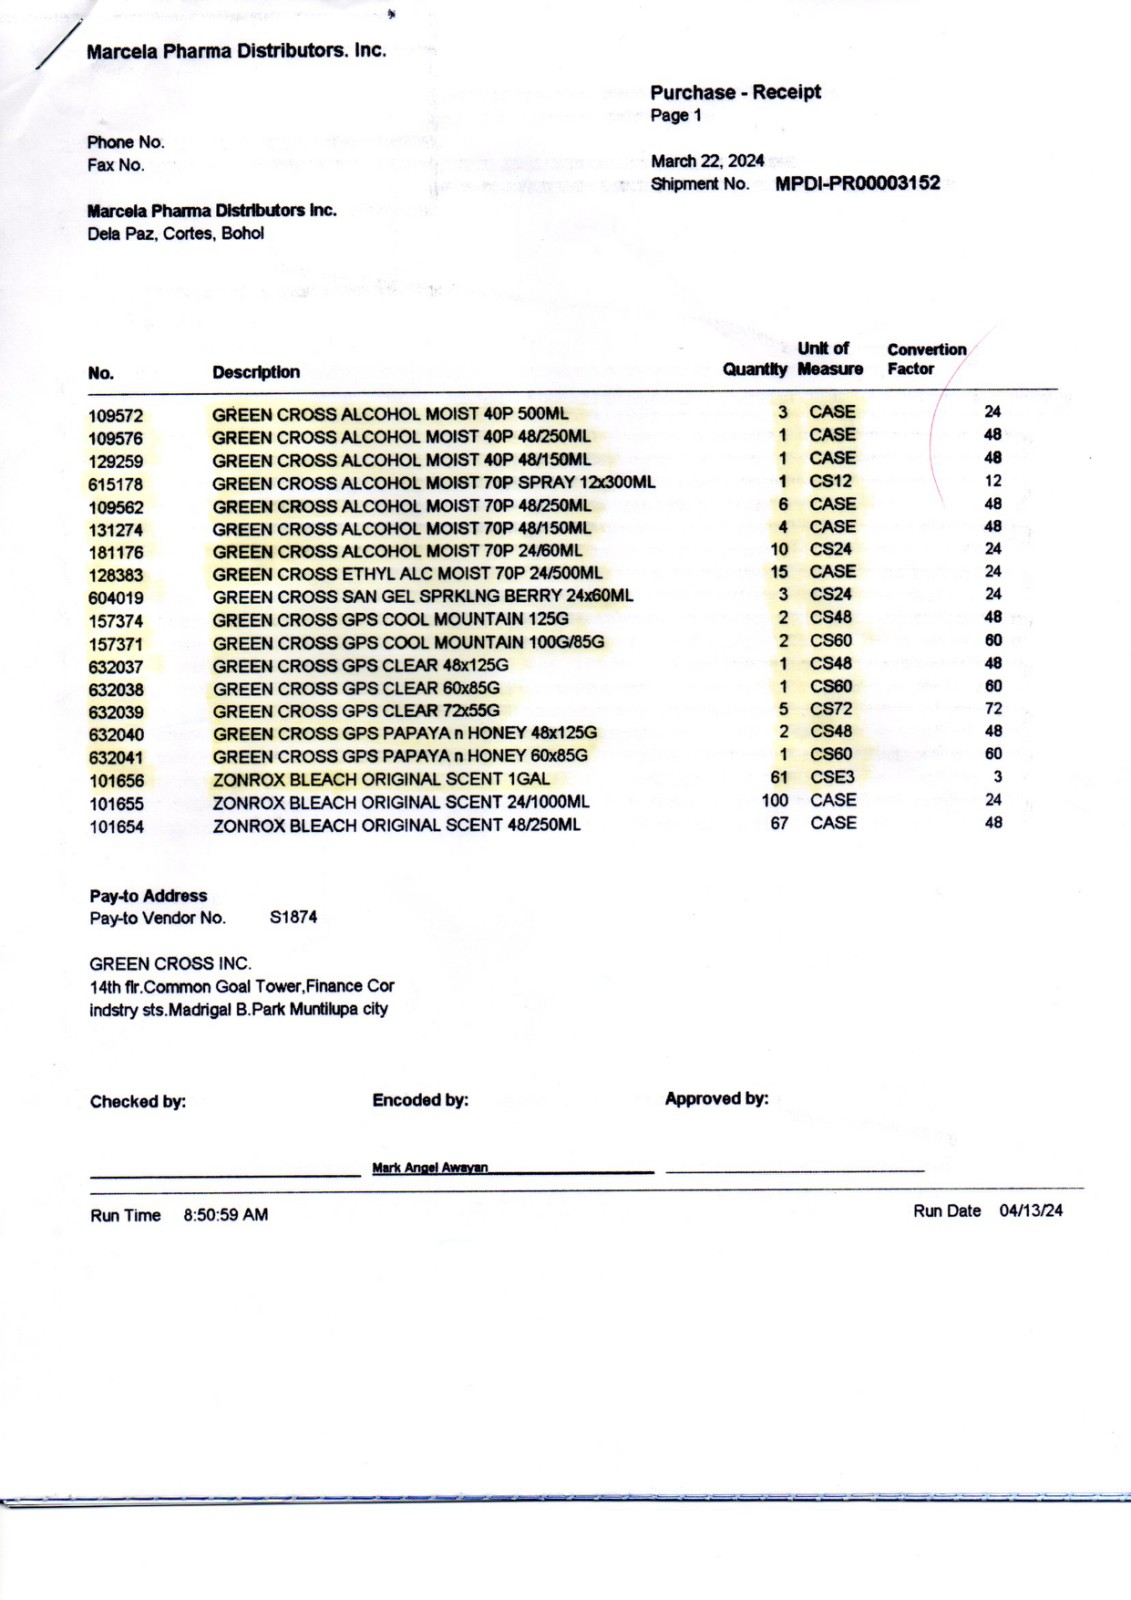 Marcela Pharma Distributors. Inc.
Purchase - Receipt
Page 1
Phone No.
Fax No.
March 22, 2024
Shipment No. MPDI-PR00003152
Marcela Pharma Distributors Inc.
Dela Paz, Cortes, Bohol
No. Description Quantity Unit of Measure Convertion Factor
109572 GREEN CROSS ALCOHOL MOIST 40P 500ML 3 CASE 24
109576 GREEN CROSS ALCOHOL MOIST 40P 48/250ML 1 CASE 48
129259 GREEN CROSS ALCOHOL MOIST 40P 48/150ML 1 CASE 48
615178 GREEN CROSS ALCOHOL MOIST 70P SPRAY 12x300ML 1 CS12 12
109562 GREEN CROSS ALCOHOL MOIST 70P 48/250ML 6 CASE 48
131274 GREEN CROSS ALCOHOL MOIST 70P 48/150ML 4 CASE 48
181176 GREEN CROSS ALCOHOL MOIST 70P 24/60ML 10 CS24 24
128383 GREEN CROSS ETHYL ALC MOIST 70P 24/500ML 15 CASE 24
604019 GREEN CROSS SAN GEL SPRKLNG BERRY 24x60ML 3 CS24 24
157374 GREEN CROSS GPS COOL MOUNTAIN 125G 2 CS48 48
157371 GREEN CROSS GPS COOL MOUNTAIN 100G/85G 2 CS60 60
632037 GREEN CROSS GPS CLEAR 48x125G 1 CS48 48
632038 GREEN CROSS GPS CLEAR 60x85G 1 CS60 60
632039 GREEN CROSS GPS CLEAR 72x55G 5 CS72 72
632040 GREEN CROSS GPS PAPAYA n HONEY 48x125G 2 CS48 48
632041 GREEN CROSS GPS PAPAYA n HONEY 60x85G 1 CS60 60
101656 ZONROX BLEACH ORIGINAL SCENT 1GAL 61 CSE3 3
101655 ZONROX BLEACH ORIGINAL SCENT 24/1000ML 100 CASE 24
101654 ZONROX BLEACH ORIGINAL SCENT 48/250ML 67 CASE 48
Pay-to Address
Pay-to Vendor No. S1874
GREEN CROSS INC.
14th flr.Common Goal Tower,Finance Cor
indstry sts.Madrigal B.Park Muntilupa city
Checked by: Encoded by: Approved by:
Mark Angel Awayan
Run Time 8:50:59 AM Run Date 04/13/24